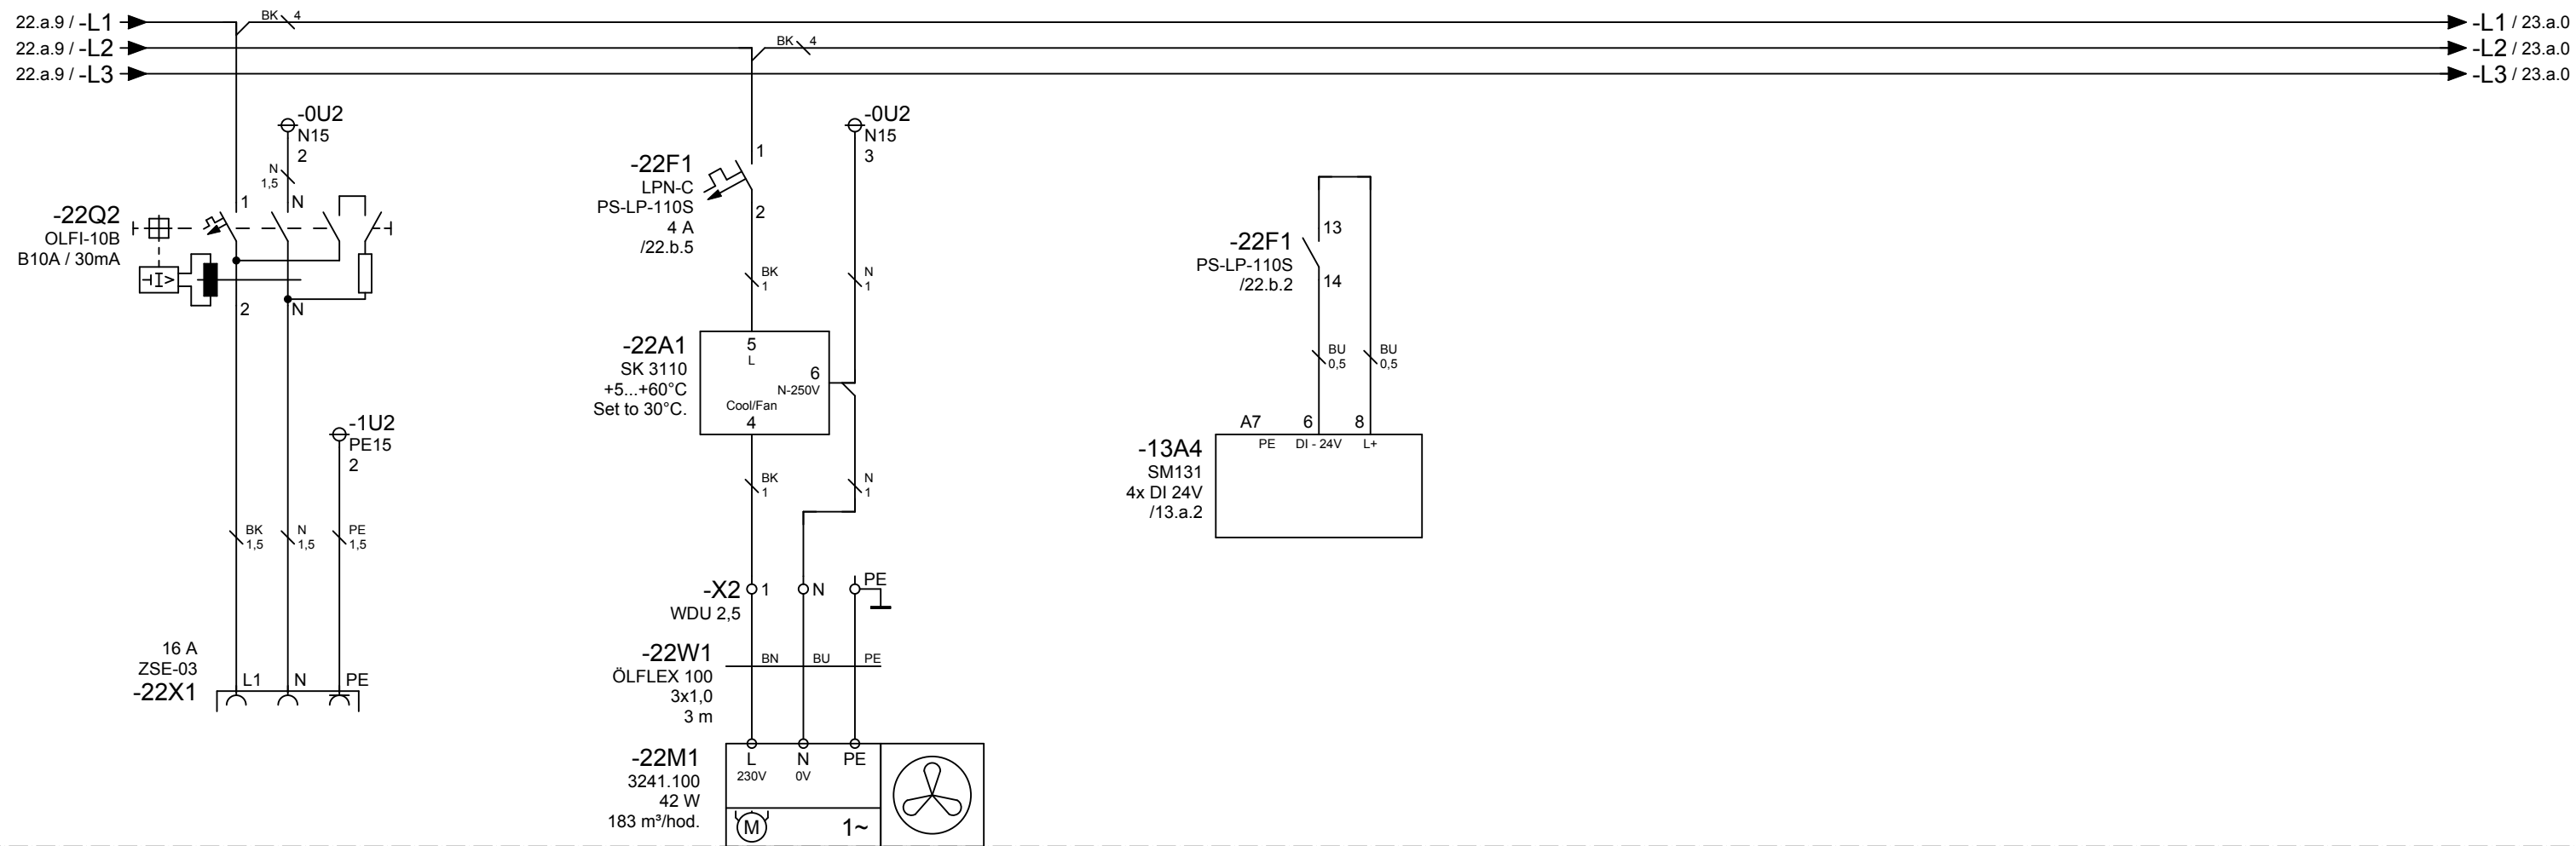 22.a.9 / -L1
BK 4
-L1 / 23.a.0
22.a.9 / -L2
BK 4
-L2 / 23.a.0
22.a.9 / -L3
-L3 / 23.a.0
-0U2
N15
2
N
1,5
-22Q2
OLFI-10B
B10A / 30mA
1
N
I>
2
N
-1U2
PE15
2
BK
1,5
N
1,5
PE
1,5
16 A
ZSE-03
-22X1
L1
N
PE
-22F1
LPN-C
PS-LP-110S
4 A
/22.b.5
1
2
-0U2
N15
3
BK
1
N
1
-22A1
SK 3110
+5...+60°C
Set to 30°C.
5
L
6
N-250V
Cool/Fan
4
BK
1
N
1
-X2
WDU 2,5
1
N
PE
-22W1
ÖLFLEX 100
3x1,0
3 m
BN
BU
PE
-22M1
3241.100
42 W
183 m³/hod.
L
230V
N
0V
PE
M
1~
-22F1
PS-LP-110S
/22.b.2
13
14
BU
0,5
BU
0,5
-13A4
SM131
4x DI 24V
/13.a.2
A7
6
8
PE
DI - 24V
L+